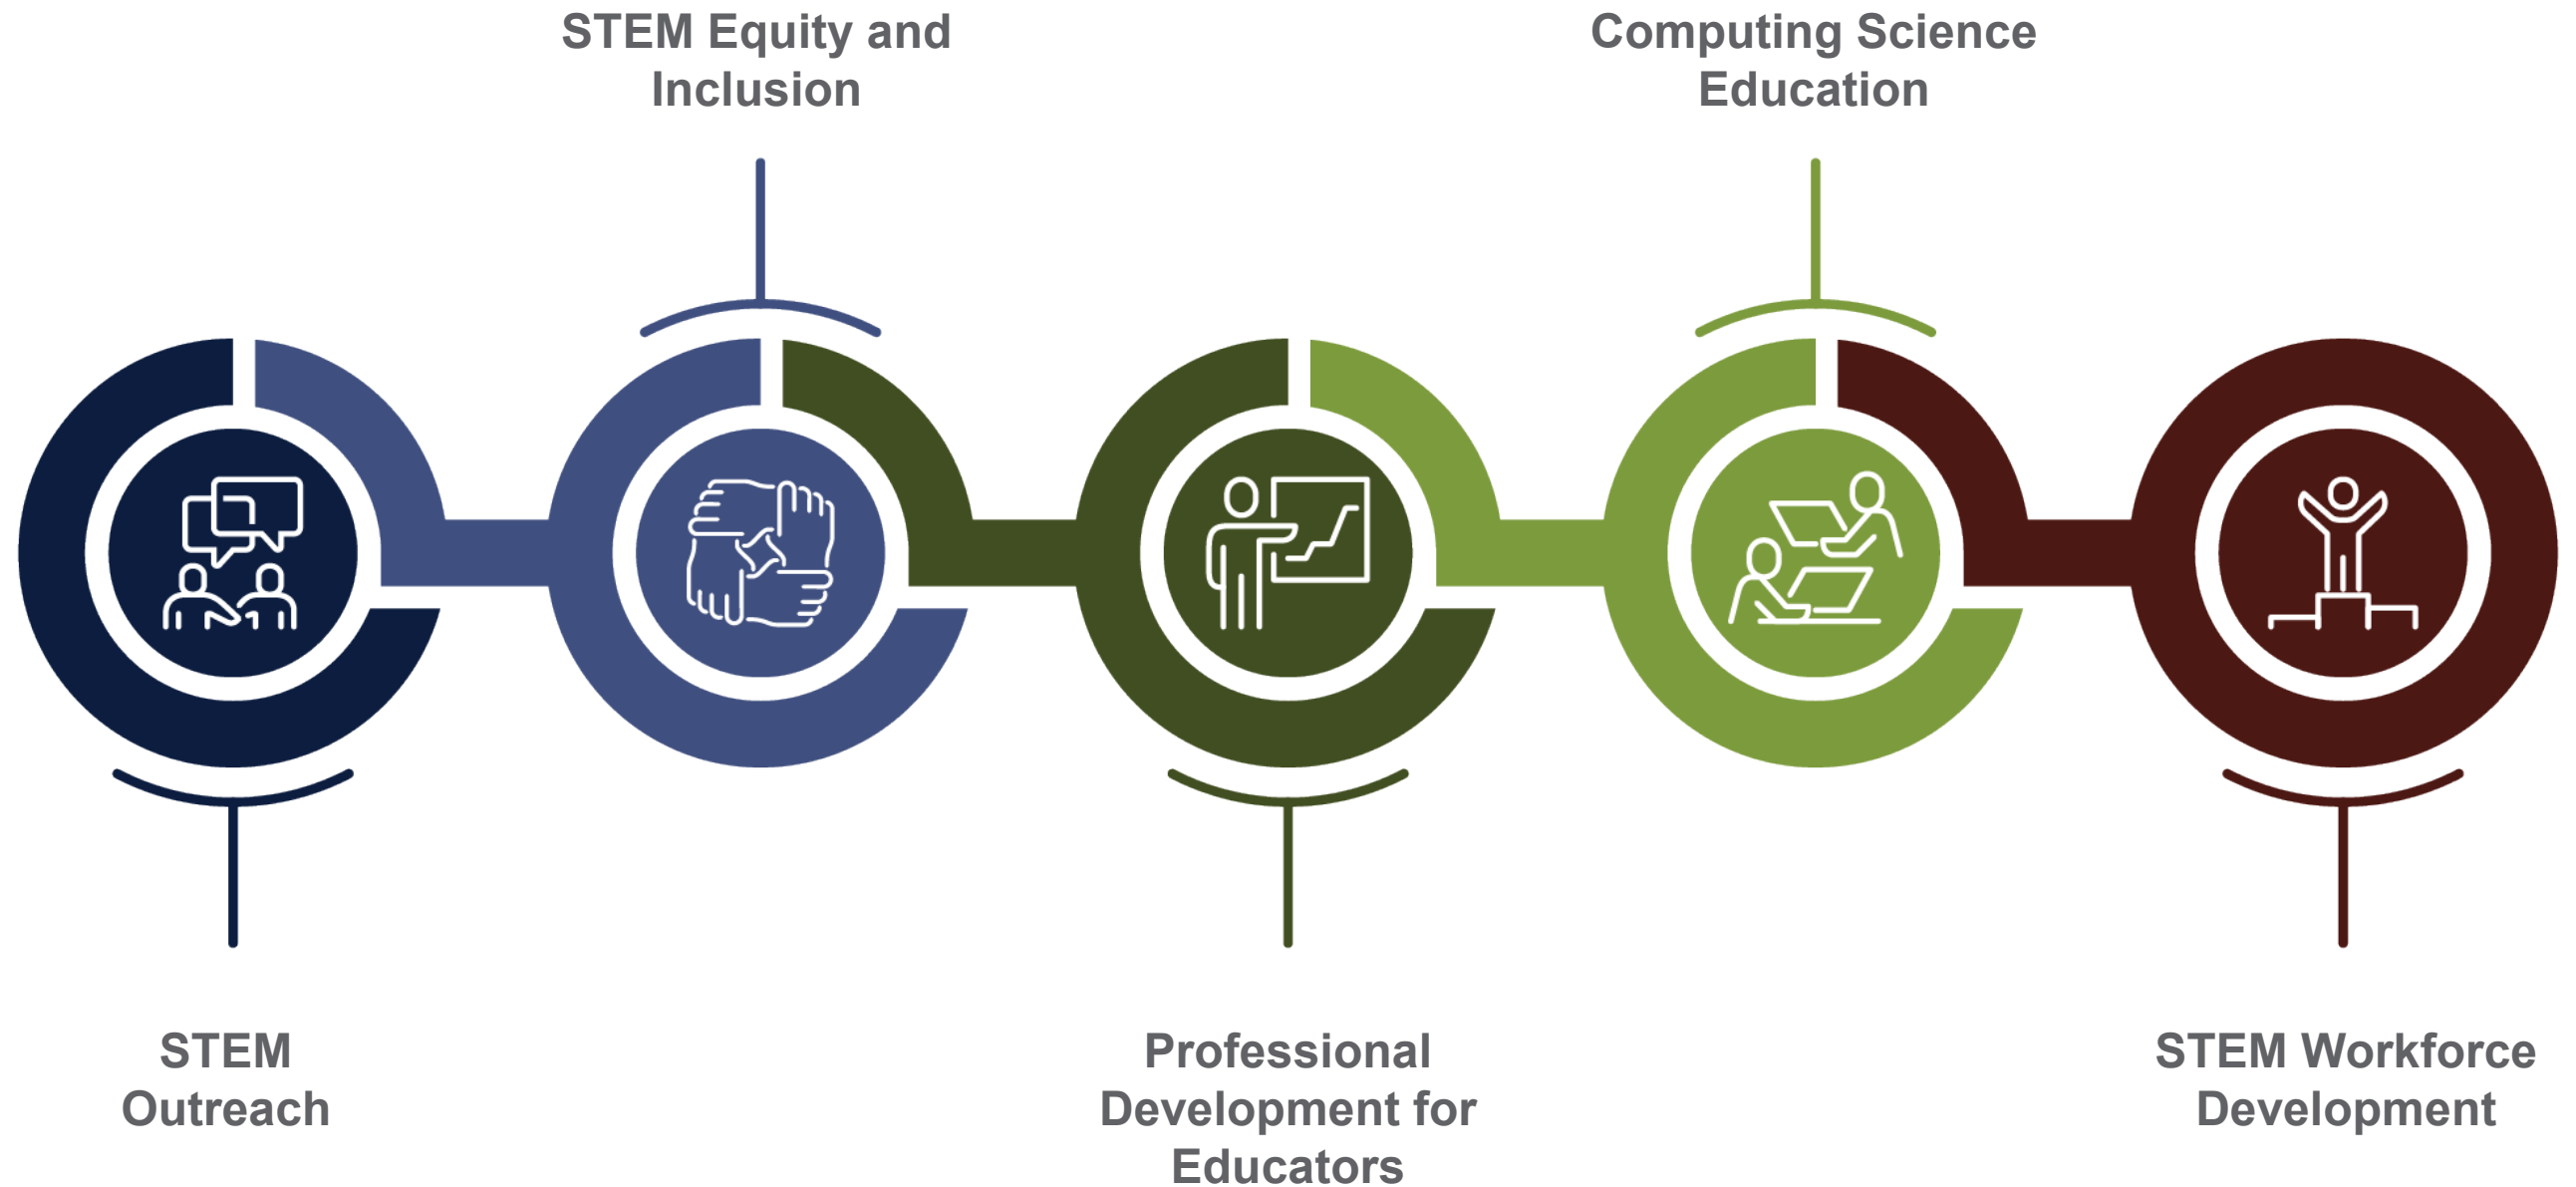 STEM Equity and
Inclusion
Computing Science
Education
STEM
Outreach
Professional
Development for
Educators
STEM Workforce
Development